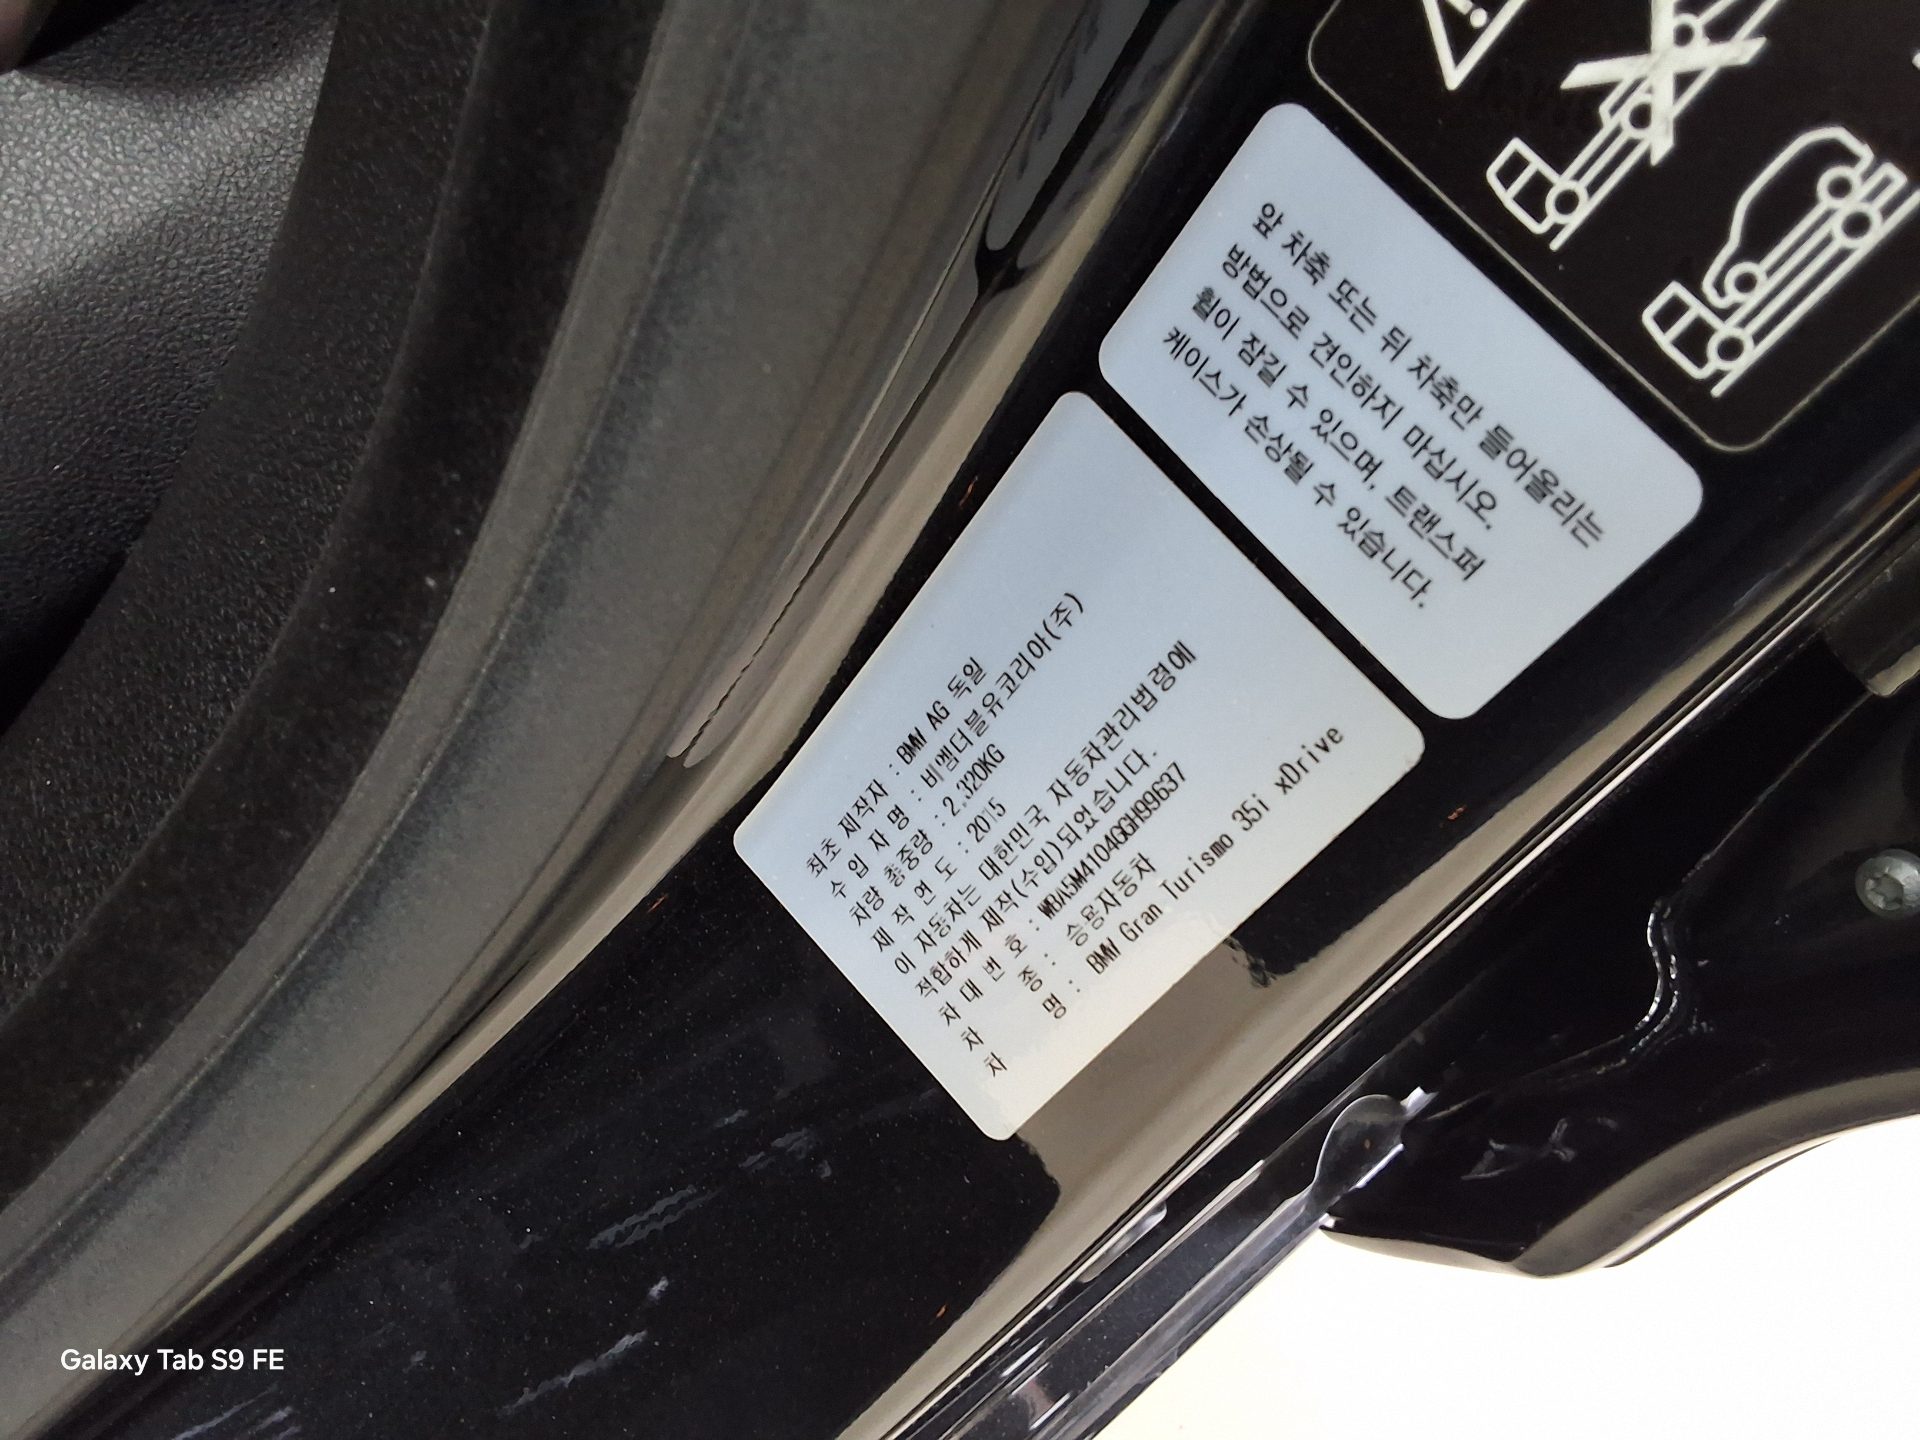 앞 차축 또는 뒤 차축만 들어올리는
방법으로 견인하지 마십시오.
휠이 잠길 수 있으며, 트랜스퍼
케이스가 손상될 수 있습니다.
최초 제작자 : BMW AG 독일
수 입 자 명 : 비엠더블유코리아(주)
차량 총중량 : 2,320KG
제 작 연 도 : 2015
이 자동차는 대한민국 자동차관리법령에
적합하게 제작(수입)되었습니다.
차 대 번 호 : WBA5M4104GGH99637
차 종 : 승용자동차
차 명 : BMW Gran Turismo 35i xDrive
Galaxy Tab S9 FE